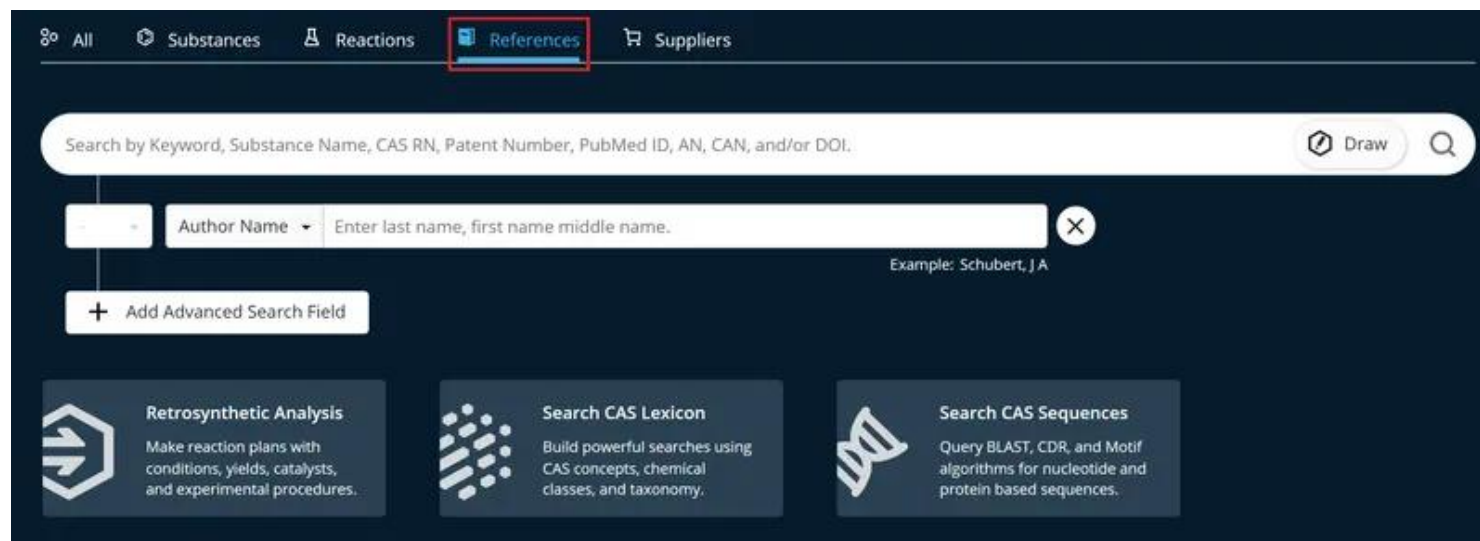 All Substances Reactions References Suppliers
Search by Keyword, Substance Name, CAS RN, Patent Number, PubMed ID, AN, CAN, and/or DOI. Draw
Author Name Enter last name, first name middle name.
Example: Schubert, J A
+ Add Advanced Search Field
Retrosynthetic Analysis
Make reaction plans with
conditions, yields, catalysts,
and experimental procedures.
Search CAS Lexicon
Build powerful searches using
CAS concepts, chemical
classes, and taxonomy.
Search CAS Sequences
Query BLAST, CDR, and Motif
algorithms for nucleotide and
protein based sequences.